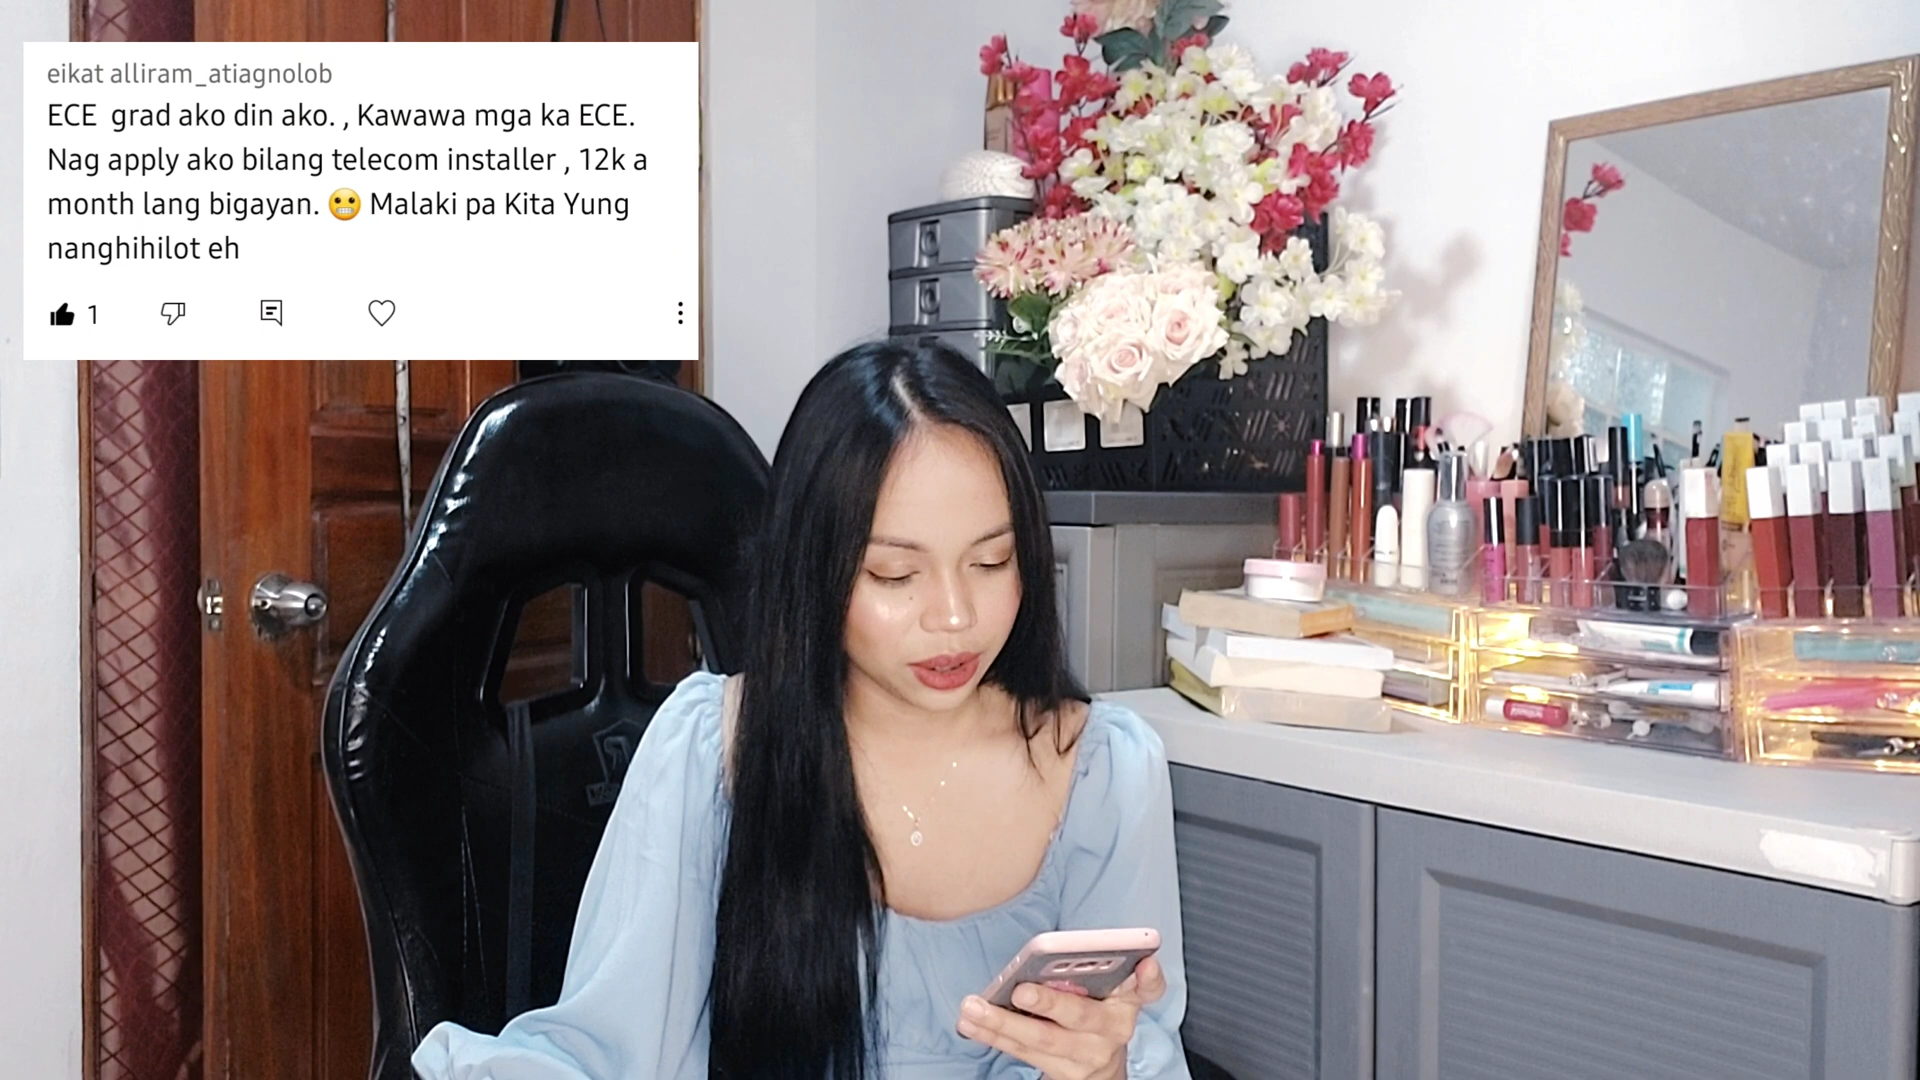 eikat alliram_atiagnolob
ECE  grad ako din ako. , Kawawa mga ka ECE.
Nag apply ako bilang telecom installer , 12k a
month lang bigayan. 😬 Malaki pa Kita Yung
nanghihilot eh
1